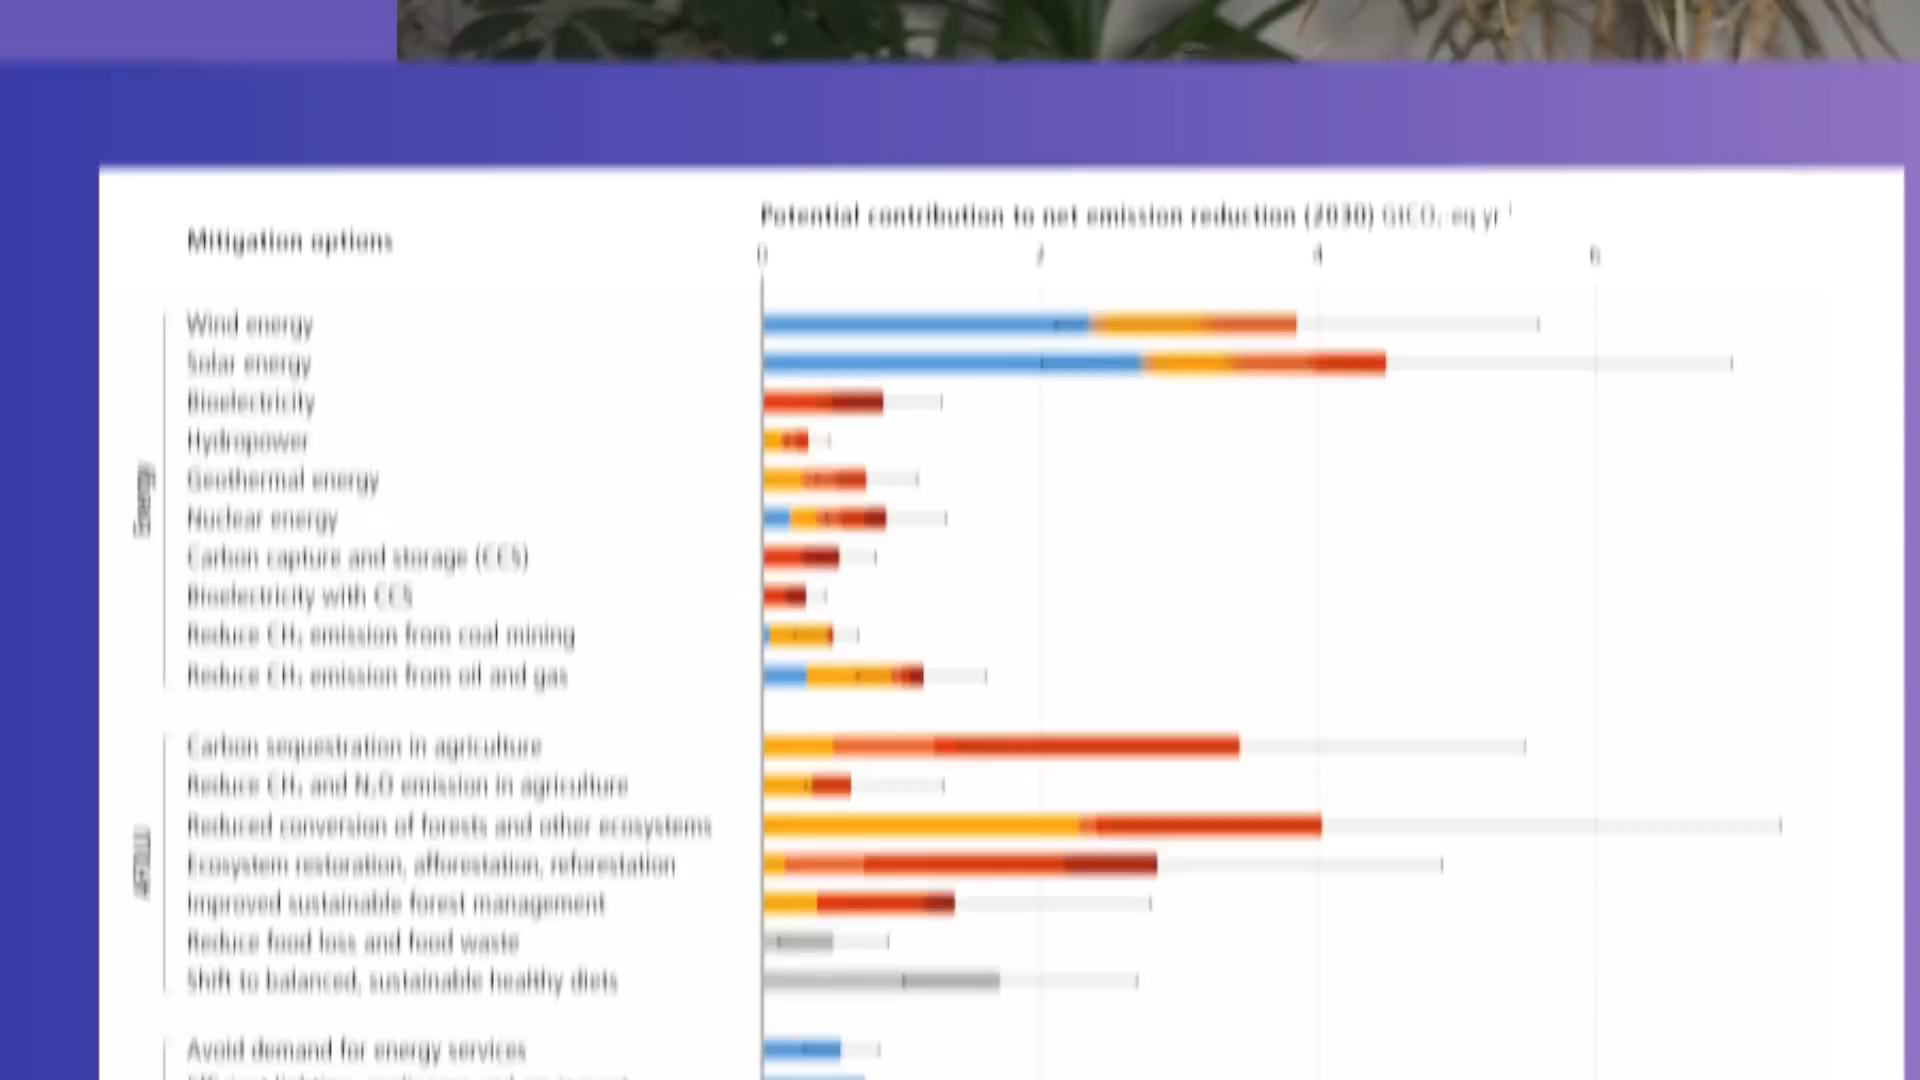 Potential contribution to net emission reduction (2030) GtCO₂-eq yr⁻¹
Mitigation options
0 2 4 6
Energy
Wind energy
Solar energy
Bioelectricity
Hydropower
Geothermal energy
Nuclear energy
Carbon capture and storage (CCS)
Bioelectricity with CCS
Reduce CH₄ emission from coal mining
Reduce CH₄ emission from oil and gas
AFOLU
Carbon sequestration in agriculture
Reduce CH₄ and N₂O emission in agriculture
Reduced conversion of forests and other ecosystems
Ecosystem restoration, afforestation, reforestation
Improved sustainable forest management
Reduce food loss and food waste
Shift to balanced, sustainable healthy diets
Avoid demand for energy services